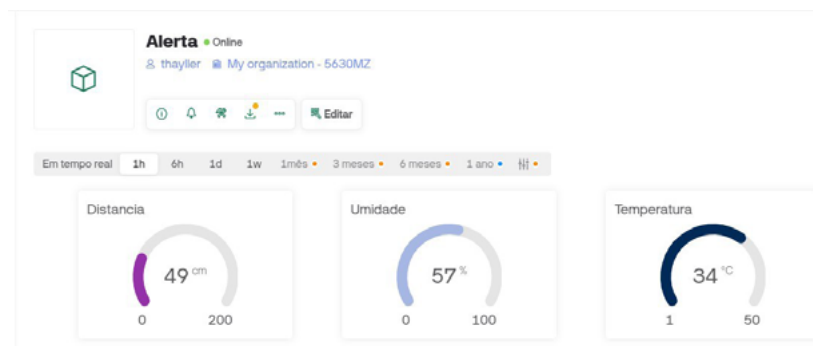 Alerta Online
thayller My organization - 5630MZ
Editar
Em tempo real 1h 6h 1d 1w 1mês 3 meses 6 meses 1 ano
Distancia
49 cm
0 200
Umidade
57 %
0 100
Temperatura
34 °C
1 50